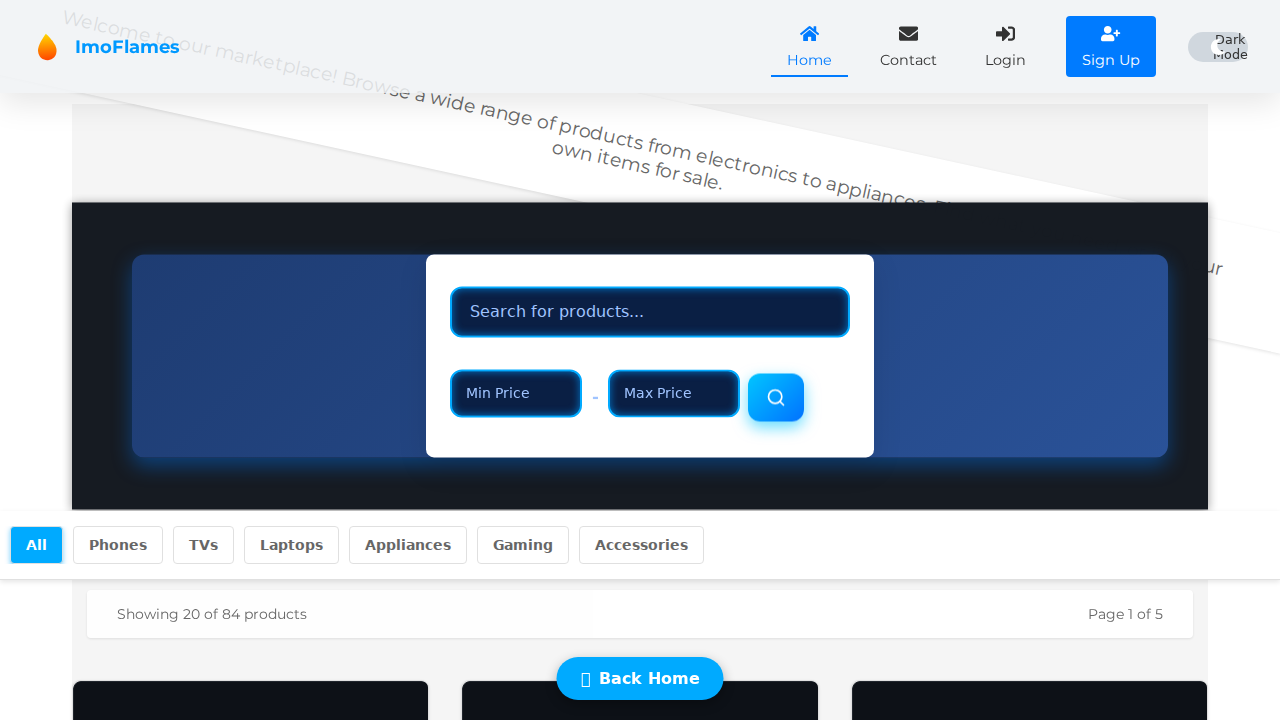 ImoFlames
Home
Contact
Login
Sign Up
Dark
Mode
Welcome to our marketplace! Browse a wide range of products from electronics to appliances.
ur
own items for sale.
Search for products...
Min Price
-
Max Price
All
Phones
TVs
Laptops
Appliances
Gaming
Accessories
Showing 20 of 84 products
Page 1 of 5
Back Home